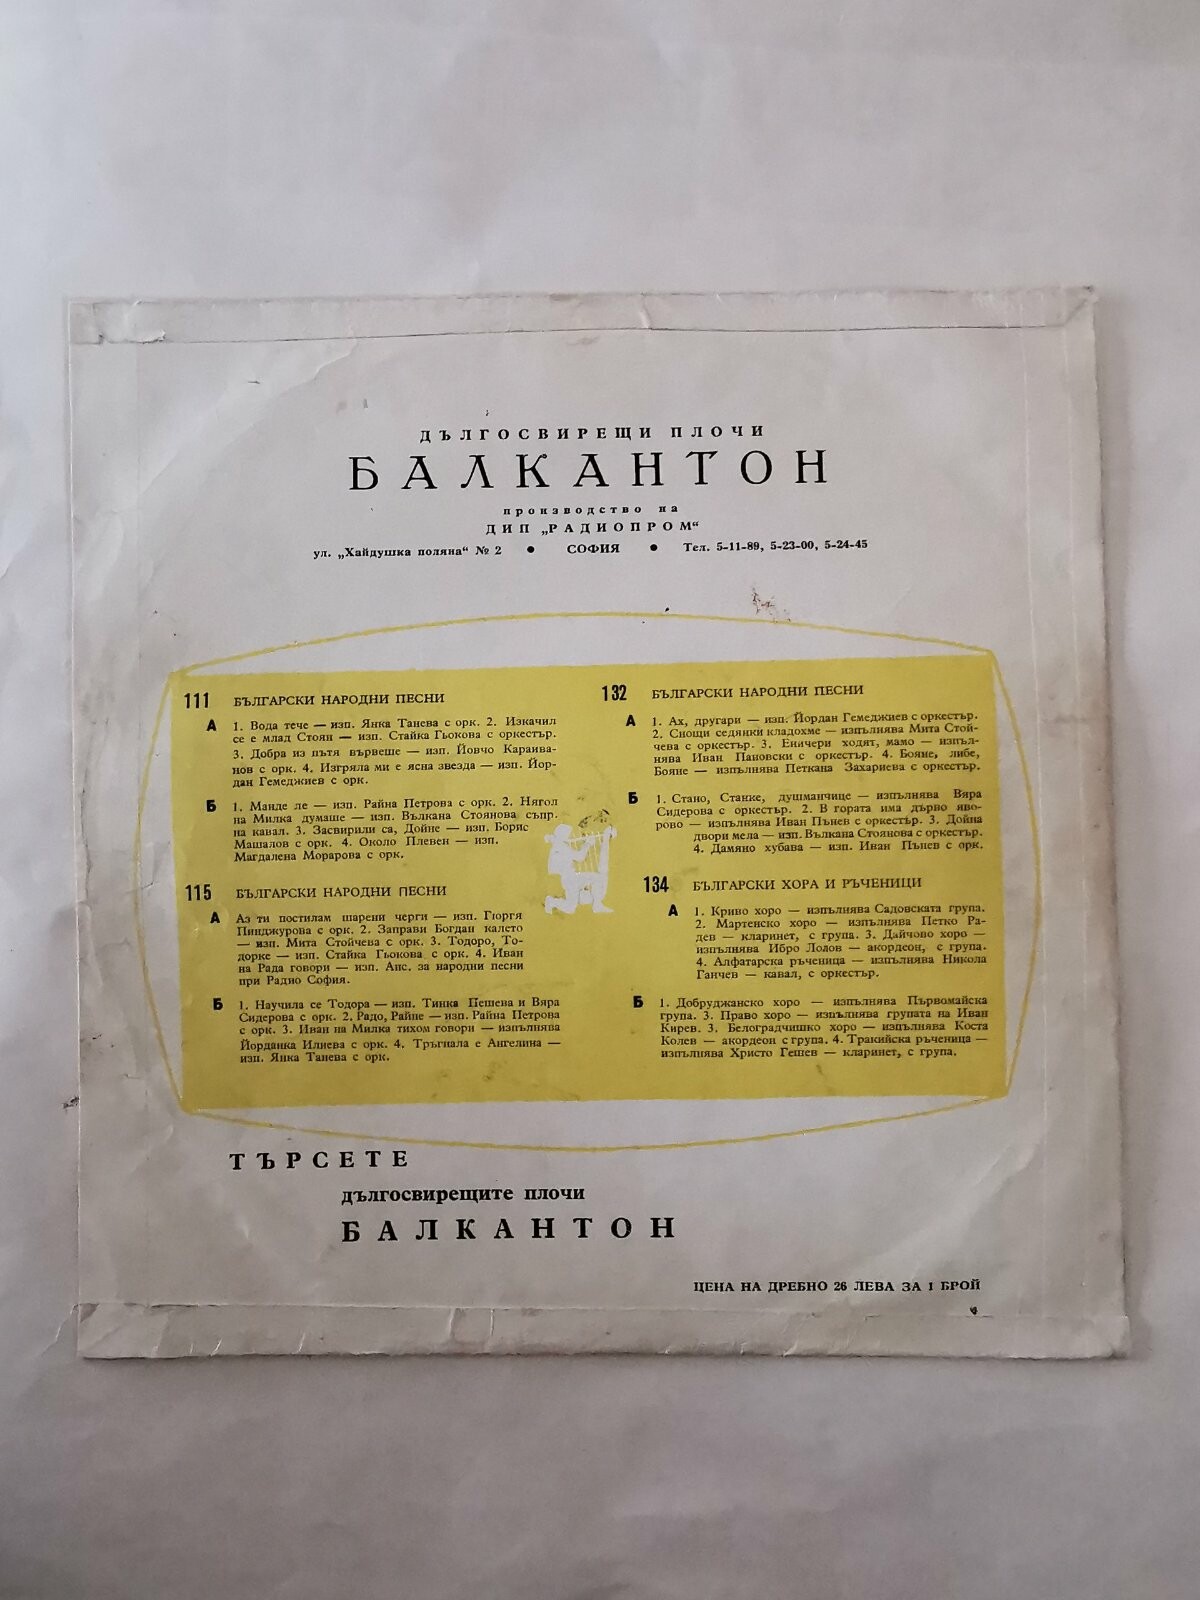 ДЪЛГОСВИРЕЩИ ПЛОЧИ
БАЛКАНТОН
производство на
ДИП „РАДИОПРОМ“
ул. „Хайдушка поляна“ № 2 • СОФИЯ • Тел. 5-11-89, 5-23-00, 5-24-45
111 БЪЛГАРСКИ НАРОДНИ ПЕСНИ
А 1. Вода тече — изп. Янка Танева с орк. 2. Изкачил
се е млад Стоян — изп. Стайка Гьокова с оркестър.
3. Добра из пътя вървеше — изп. Йовчо Караива-
нов с орк. 4. Изгряла ми е ясна звезда — изп. Йор-
дан Гемеджиев с орк.
Б 1. Манде ле — изп. Райна Петрова с орк. 2. Нягол
на Милка думаше — изп. Вълкана Стоянова съпр.
на кавал. 3. Засвирили са, Дойне — изп. Борис
Машалов с орк. 4. Около Плевен — изп.
Магдалена Морарова с орк.
115 БЪЛГАРСКИ НАРОДНИ ПЕСНИ
А Аз ти постилам шарени черги — изп. Гюргя
Пинджурова с орк. 2. Заправи Богдан калето
— изп. Мита Стойчева с орк. 3. Тодоро, То-
дорке — изп. Стайка Гьокова с орк. 4. Иван
на Рада говори — изп. Анс. за народни песни
при Радио София.
Б 1. Научила се Тодора — изп. Тинка Пешева и Вяра
Сидерова с орк. 2. Радо, Райне — изп. Райна Петрова
с орк. 3. Иван на Милка тихом говори — изпълнява
Йорданка Илиева с орк. 4. Тръгнала е Ангелина —
изп. Янка Танева с орк.
132 БЪЛГАРСКИ НАРОДНИ ПЕСНИ
А 1. Ах, другари — изп. Йордан Гемеджиев с оркестър.
2. Снощи седянки кладохме — изпълнява Мита Стой-
чева с оркестър. 3. Еничери ходят, мамо — изпъл-
нява Иван Пановски с оркестър. 4. Бояне, либе,
Бояне — изпълнява Петкана Захариева с оркестър.
Б 1. Стано, Станке, душманчице — изпълнява Вяра
Сидерова с оркестър. 2. В гората има дърво яво-
рово — изпълнява Иван Пънев с оркестър. 3. Дойна
двори мела — изп. Вълкана Стоянова с оркестър.
4. Дамяно хубава — изп. Иван Пънев с орк.
134 БЪЛГАРСКИ ХОРА И РЪЧЕНИЦИ
А 1. Криво хоро — изпълнява Садовската група.
2. Мартенско хоро — изпълнява Петко Ра-
дев — кларинет, с група. 3. Дайчово хоро —
изпълнява Ибро Лолов — акордеон, с група.
4. Алфатарска ръченица — изпълнява Никола
Ганчев — кавал, с оркестър.
Б 1. Добруджанско хоро — изпълнява Първомайска
група. 3. Право хоро — изпълнява групата на Иван
Кирев. 3. Белоградчишко хоро — изпълнява Коста
Колев — акордеон с група. 4. Тракийска ръченица —
изпълнява Христо Гешев — кларинет, с група.
ТЪРСЕТЕ
дългосвирещите плочи
БАЛКАНТОН
ЦЕНА НА ДРЕБНО 26 ЛЕВА ЗА 1 БРОЙ